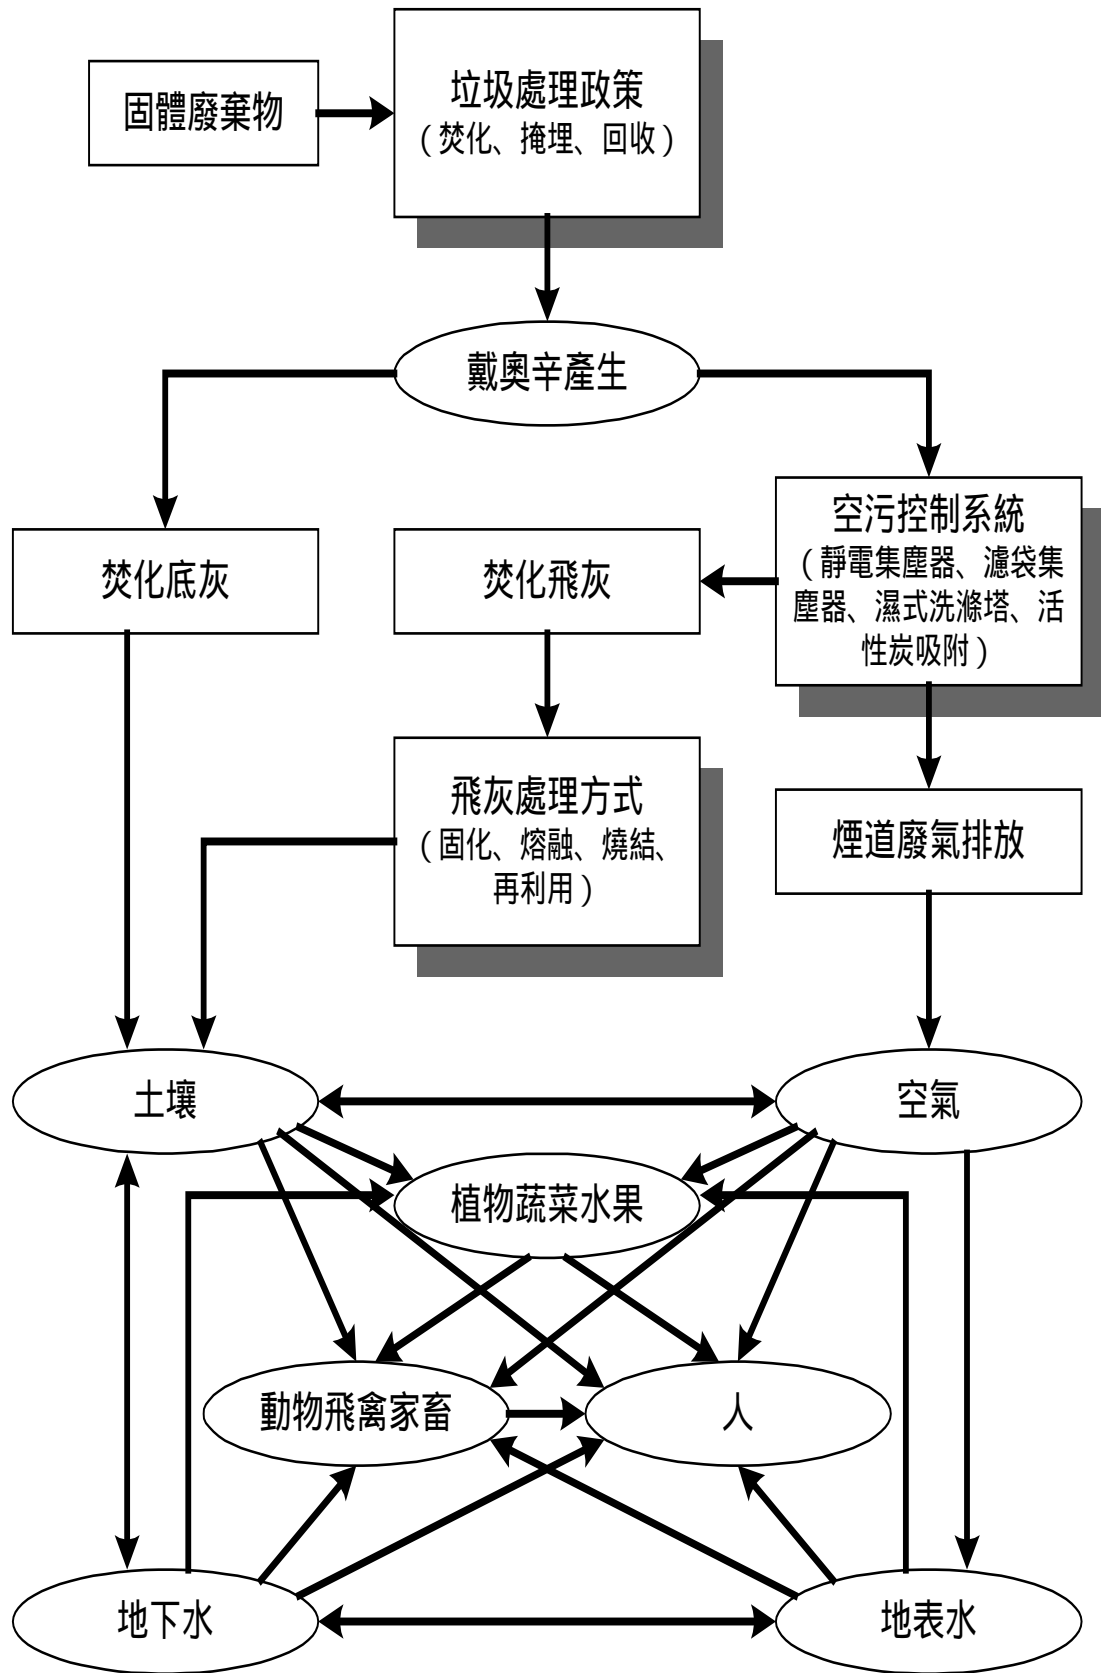 固體廢棄物
垃圾處理政策
（焚化、掩埋、回收）
戴奧辛產生
焚化底灰
焚化飛灰
空污控制系統
（靜電集塵器、濾袋集
塵器、濕式洗滌塔、活
性炭吸附）
飛灰處理方式
（固化、熔融、燒結、
再利用）
煙道廢氣排放
土壤
空氣
植物蔬菜水果
動物飛禽家畜
人
地下水
地表水